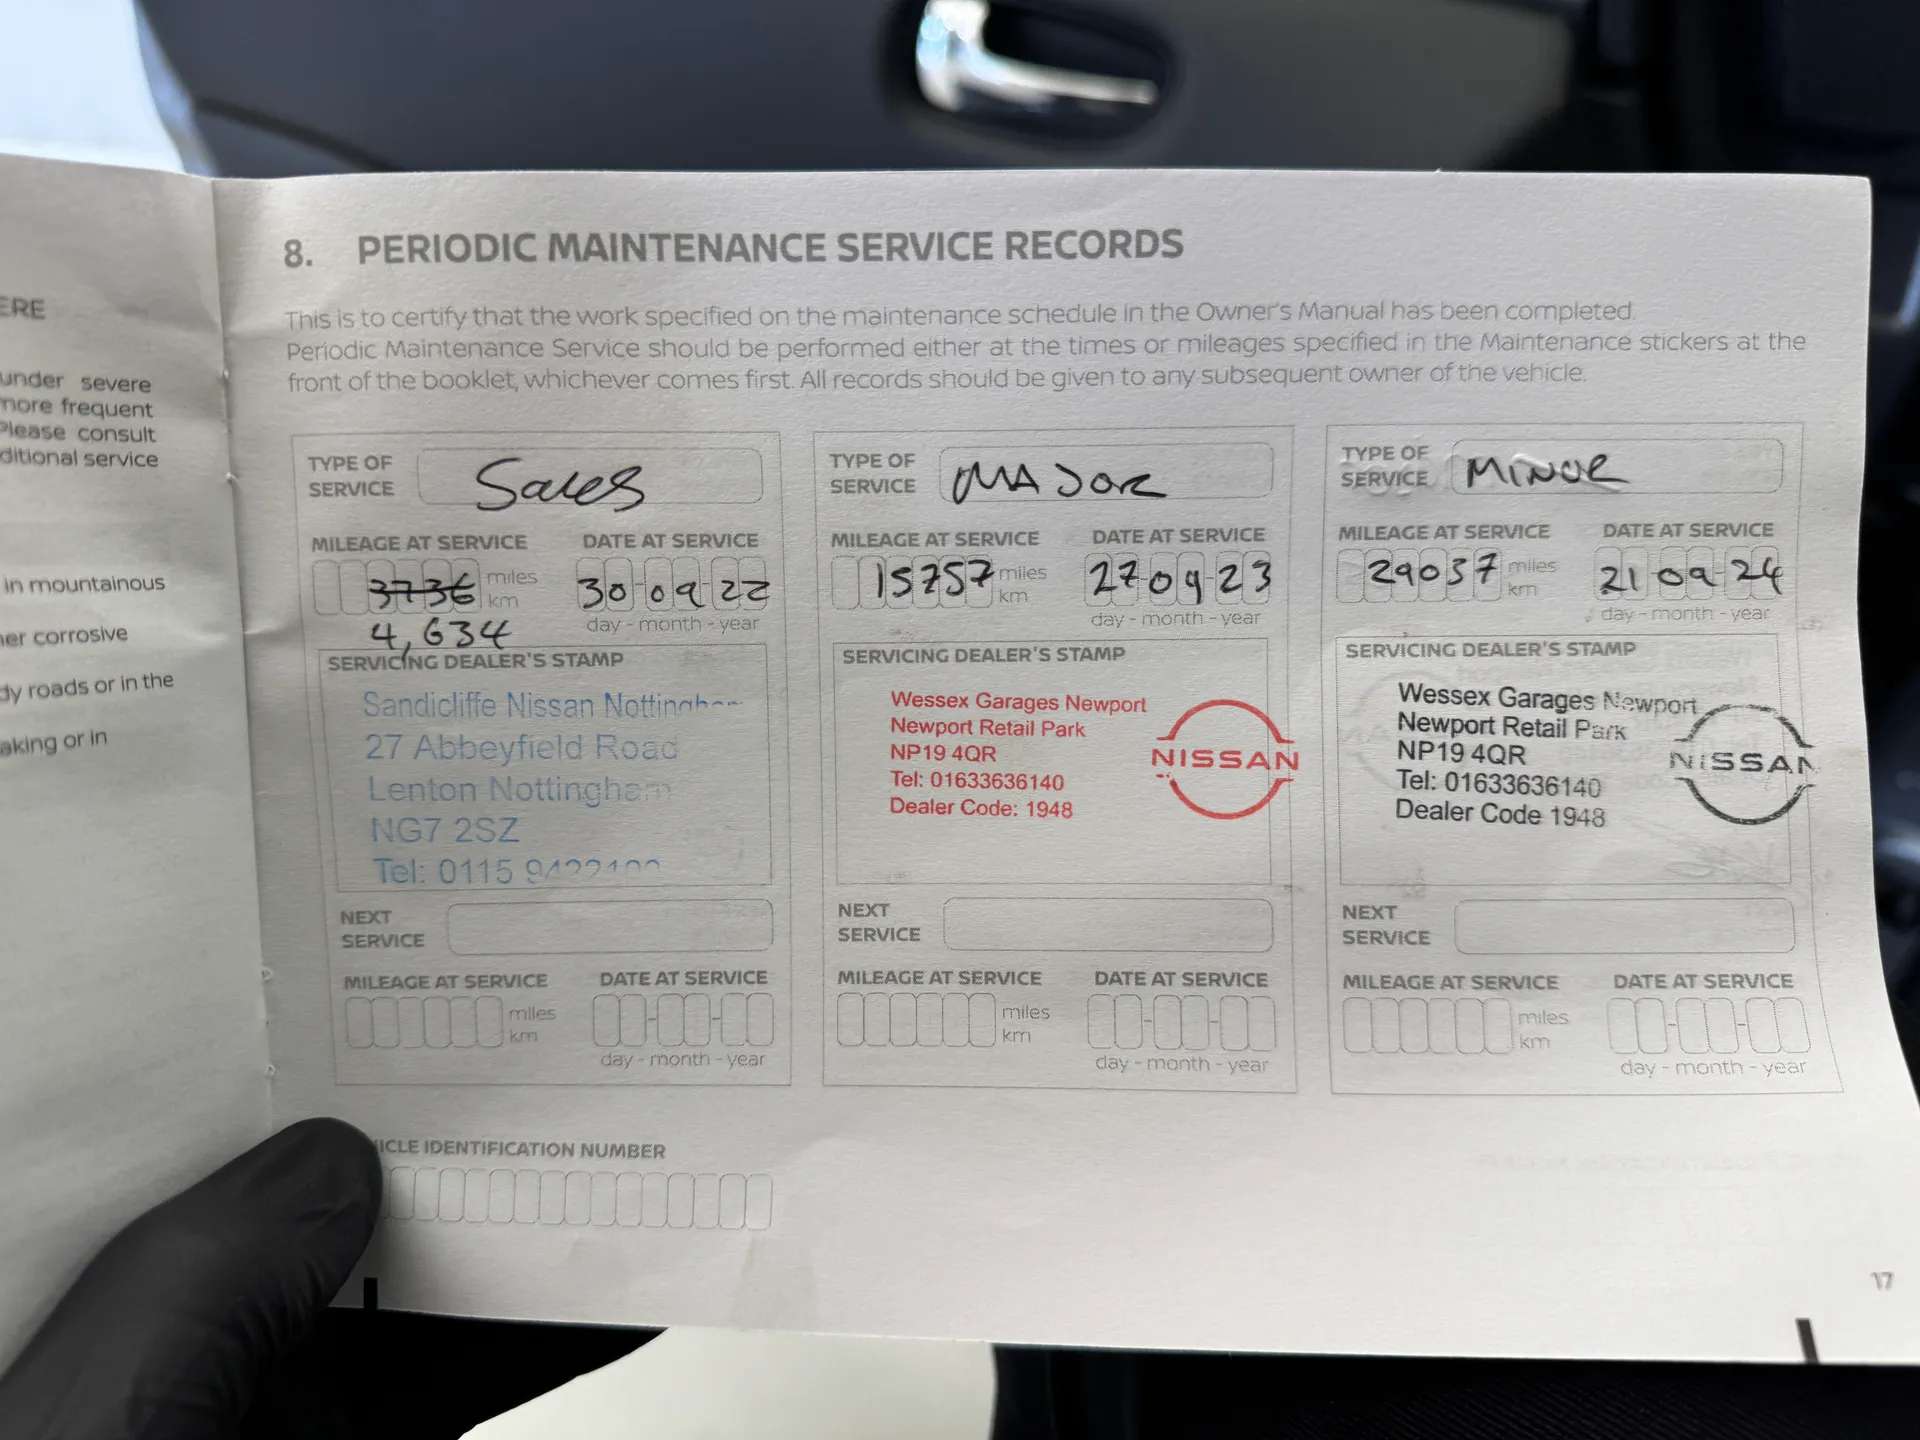 ERE
under severe
more frequent
Please consult
ditional service
in mountainous
her corrosive
dy roads or in the
aking or in
8. PERIODIC MAINTENANCE SERVICE RECORDS
This is to certify that the work specified on the maintenance schedule in the Owner's Manual has been completed.
Periodic Maintenance Service should be performed either at the times or mileages specified in the Maintenance stickers at the
front of the booklet, whichever comes first. All records should be given to any subsequent owner of the vehicle.
TYPE OF
SERVICE
Sales
MILEAGE AT SERVICE DATE AT SERVICE
3736 miles
km
30-09-22
day - month - year
4,634
SERVICING DEALER'S STAMP
Sandicliffe Nissan
27 Abbeyfield Road
Lenton Nottingham
NG7 2SZ
Tel: 0115
NEXT
SERVICE
MILEAGE AT SERVICE DATE AT SERVICE
miles
km
day - month - year
TYPE OF
SERVICE
MAJOR
MILEAGE AT SERVICE DATE AT SERVICE
15757 miles
km
27-09-23
day - month - year
SERVICING DEALER'S STAMP
Wessex Garages Newport
Newport Retail Park
NP19 4QR
Tel: 01633636140
Dealer Code: 1948
NISSAN
NEXT
SERVICE
MILEAGE AT SERVICE DATE AT SERVICE
miles
km
day - month - year
TYPE OF
SERVICE
MINOR
MILEAGE AT SERVICE DATE AT SERVICE
29037 miles
km
21-09-24
day - month - year
SERVICING DEALER'S STAMP
Wessex Garages Newport
Newport Retail Park
NP19 4QR
Tel: 01633636140
Dealer Code 1948
NISSAN
NEXT
SERVICE
MILEAGE AT SERVICE DATE AT SERVICE
miles
km
day - month - year
ICLE IDENTIFICATION NUMBER
17